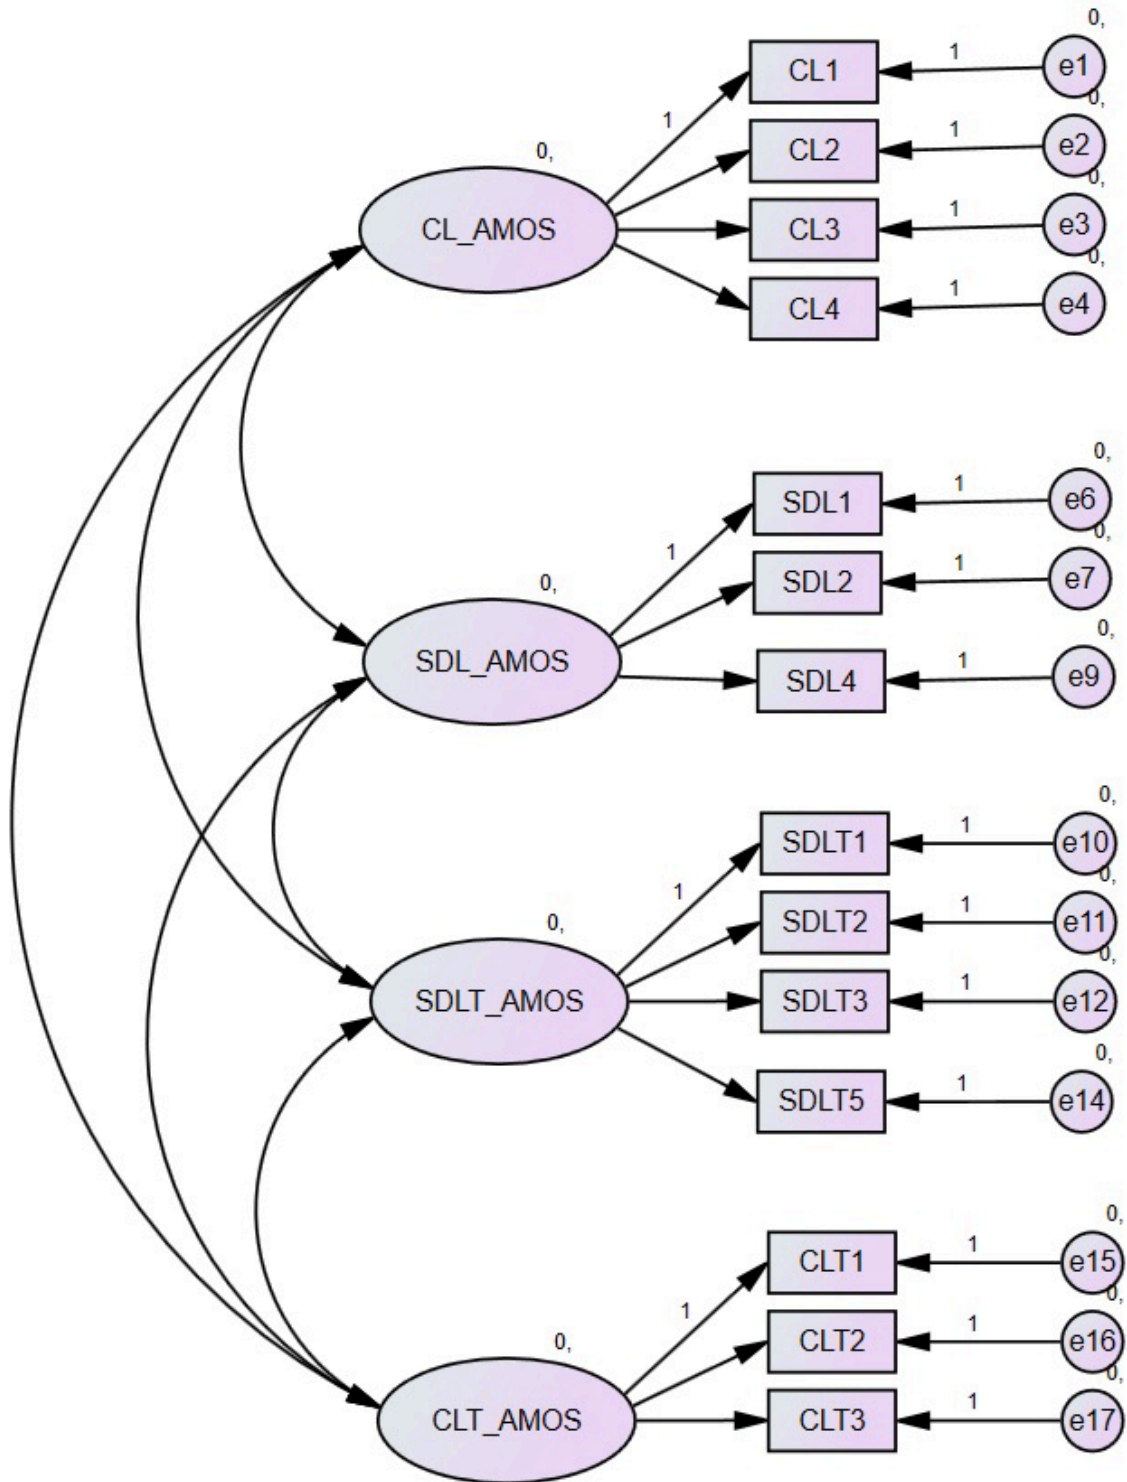 0,
CL1
1
e1
0,
CL2
1
e2
0,
CL3
1
e3
0,
CL4
1
e4
1
0,
CL_AMOS
0,
SDL1
1
e6
0,
SDL2
1
e7
0,
SDL4
1
e9
1
0,
SDL_AMOS
0,
SDLT1
1
e10
0,
SDLT2
1
e11
0,
SDLT3
1
e12
0,
SDLT5
1
e14
1
0,
SDLT_AMOS
0,
CLT1
1
e15
0,
CLT2
1
e16
0,
CLT3
1
e17
1
0,
CLT_AMOS